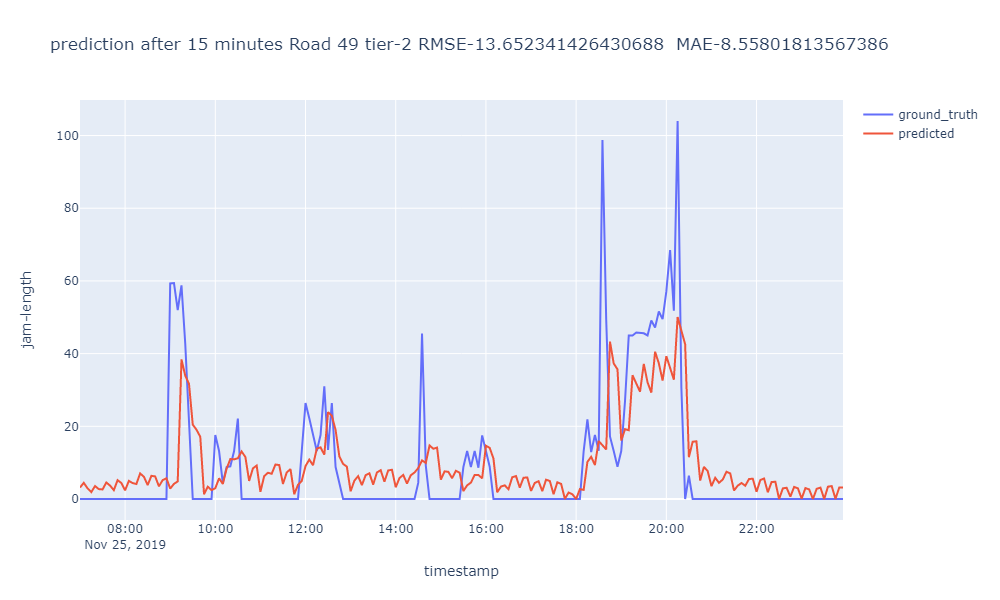 prediction after 15 minutes Road 49 tier-2 RMSE-13.652341426430688  MAE-8.55801813567386
ground_truth
predicted
100
80
60
40
20
0
jam-length
08:00 10:00 12:00 14:00 16:00 18:00 20:00 22:00
Nov 25, 2019
timestamp